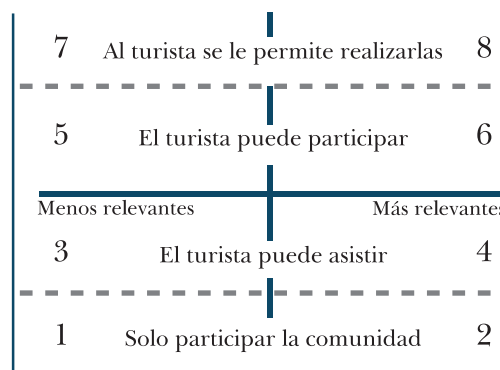 7 Al turista se le permite realizarlas 8
5 El turista puede participar 6
Menos relevantes Más relevantes
3 El turista puede asistir 4
1 Solo participar la comunidad 2